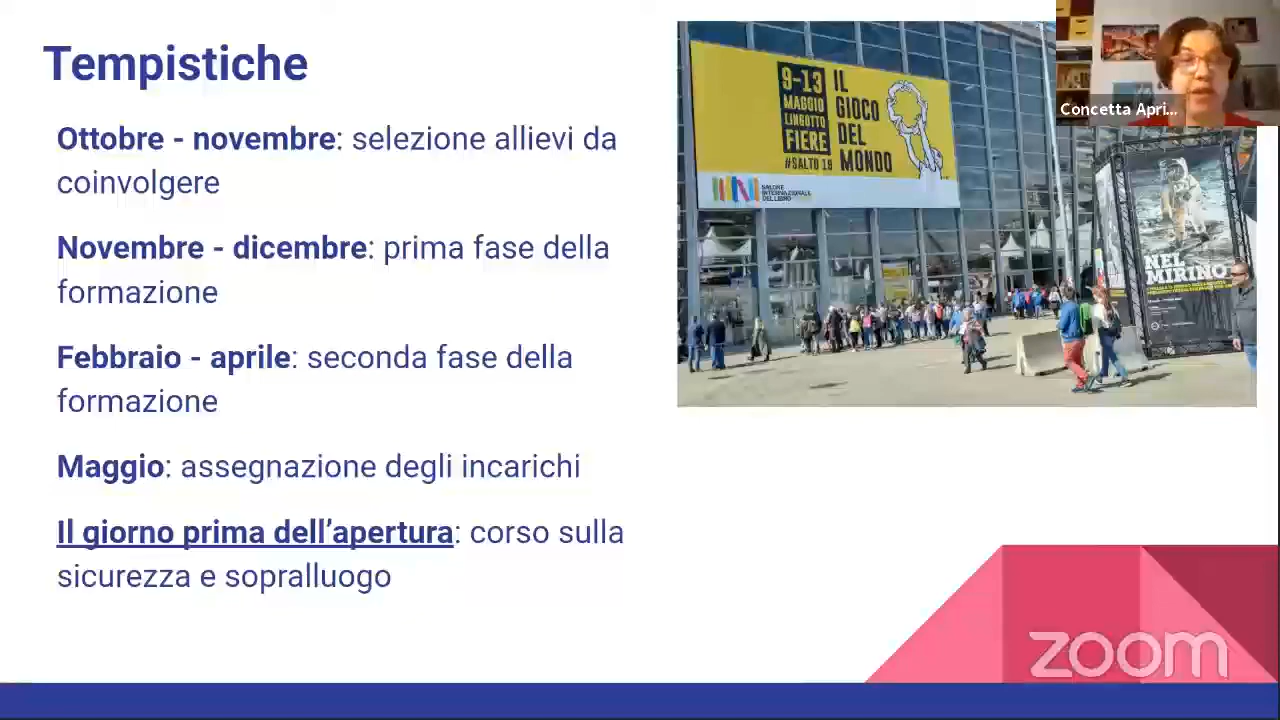 Tempistiche
Ottobre - novembre: selezione allievi da
coinvolgere
Novembre - dicembre: prima fase della
formazione
Febbraio - aprile: seconda fase della
formazione
Maggio: assegnazione degli incarichi
Il giorno prima dell’apertura: corso sulla
sicurezza e sopralluogo
9-13
MAGGIO
LINGOTTO
FIERE
#SALTO18
IL
GIOCO
DEL
MONDO
SALONE
INTERNAZIONALE
DEL LIBRO
Concetta Apri...
NEL
MIRINO
zoom